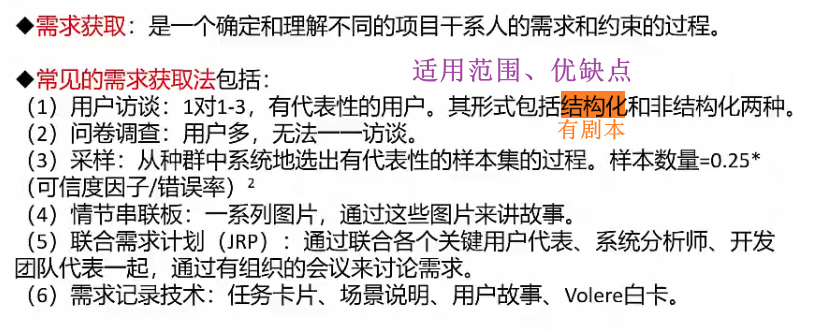 ◆需求获取：是一个确定和理解不同的项目干系人的需求和约束的过程。
◆常见的需求获取法包括：
适用范围、优缺点
（1）用户访谈：1对1-3，有代表性的用户。其形式包括结构化和非结构化两种。
有剧本
（2）问卷调查：用户多，无法一一访谈。
（3）采样：从种群中系统地选出有代表性的样本集的过程。样本数量=0.25*
（可信度因子/错误率）²
（4）情节串联板：一系列图片，通过这些图片来讲故事。
（5）联合需求计划（JRP）：通过联合各个关键用户代表、系统分析师、开发
团队代表一起，通过有组织的会议来讨论需求。
（6）需求记录技术：任务卡片、场景说明、用户故事、Volere白卡。